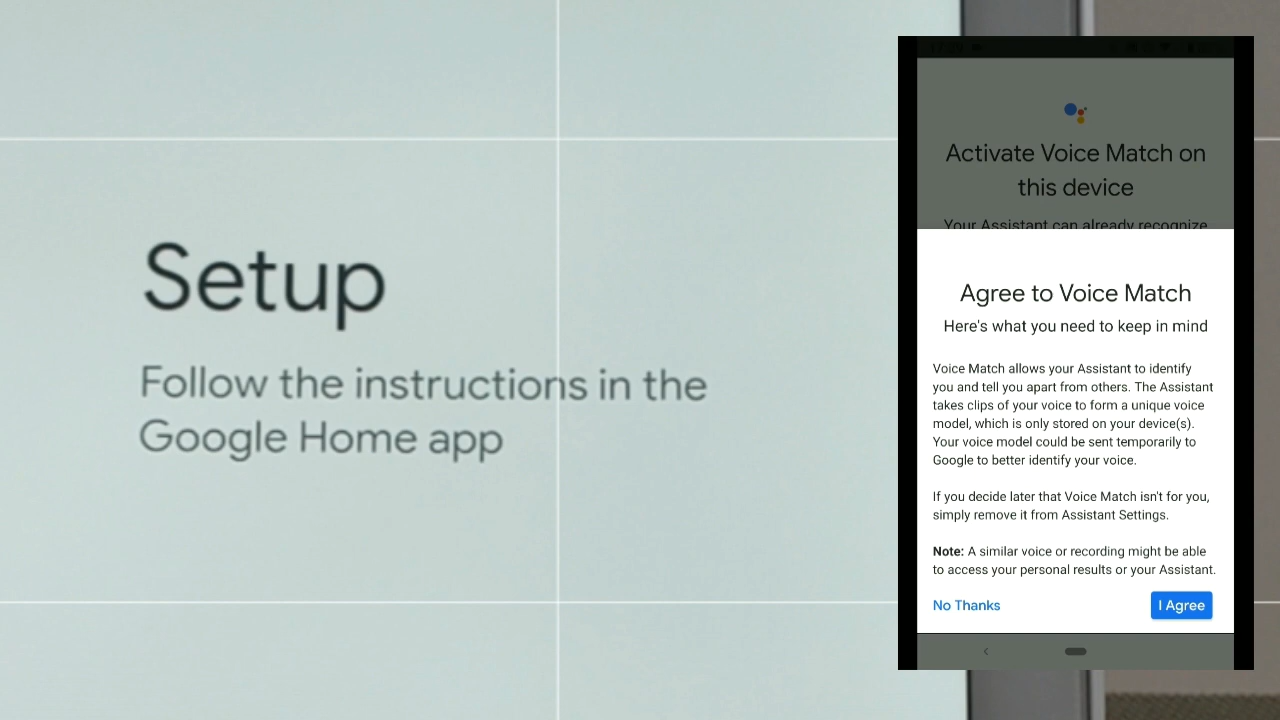 Setup
Follow the instructions in the
Google Home app
Activate Voice Match on
this device
Your Assistant can already recognize
Agree to Voice Match
Here's what you need to keep in mind
Voice Match allows your Assistant to identify
you and tell you apart from others. The Assistant
takes clips of your voice to form a unique voice
model, which is only stored on your device(s).
Your voice model could be sent temporarily to
Google to better identify your voice.
If you decide later that Voice Match isn't for you,
simply remove it from Assistant Settings.
Note: A similar voice or recording might be able
to access your personal results or your Assistant.
No Thanks
I Agree